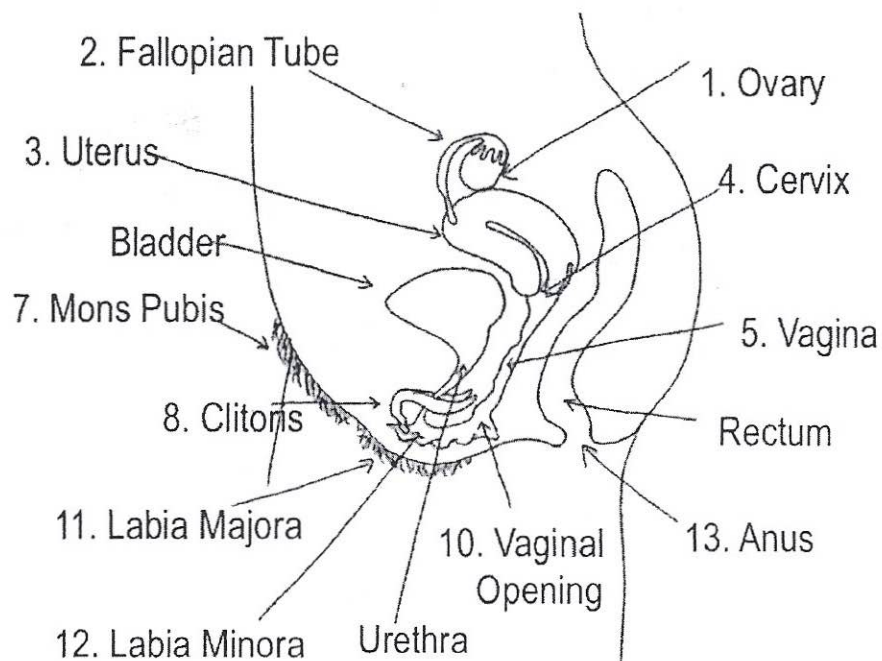 2. Fallopian Tube
1. Ovary
3. Uterus
4. Cervix
Bladder
7. Mons Pubis
5. Vagina
8. Clitoris
Rectum
11. Labia Majora
10. Vaginal
Opening
13. Anus
12. Labia Minora
Urethra